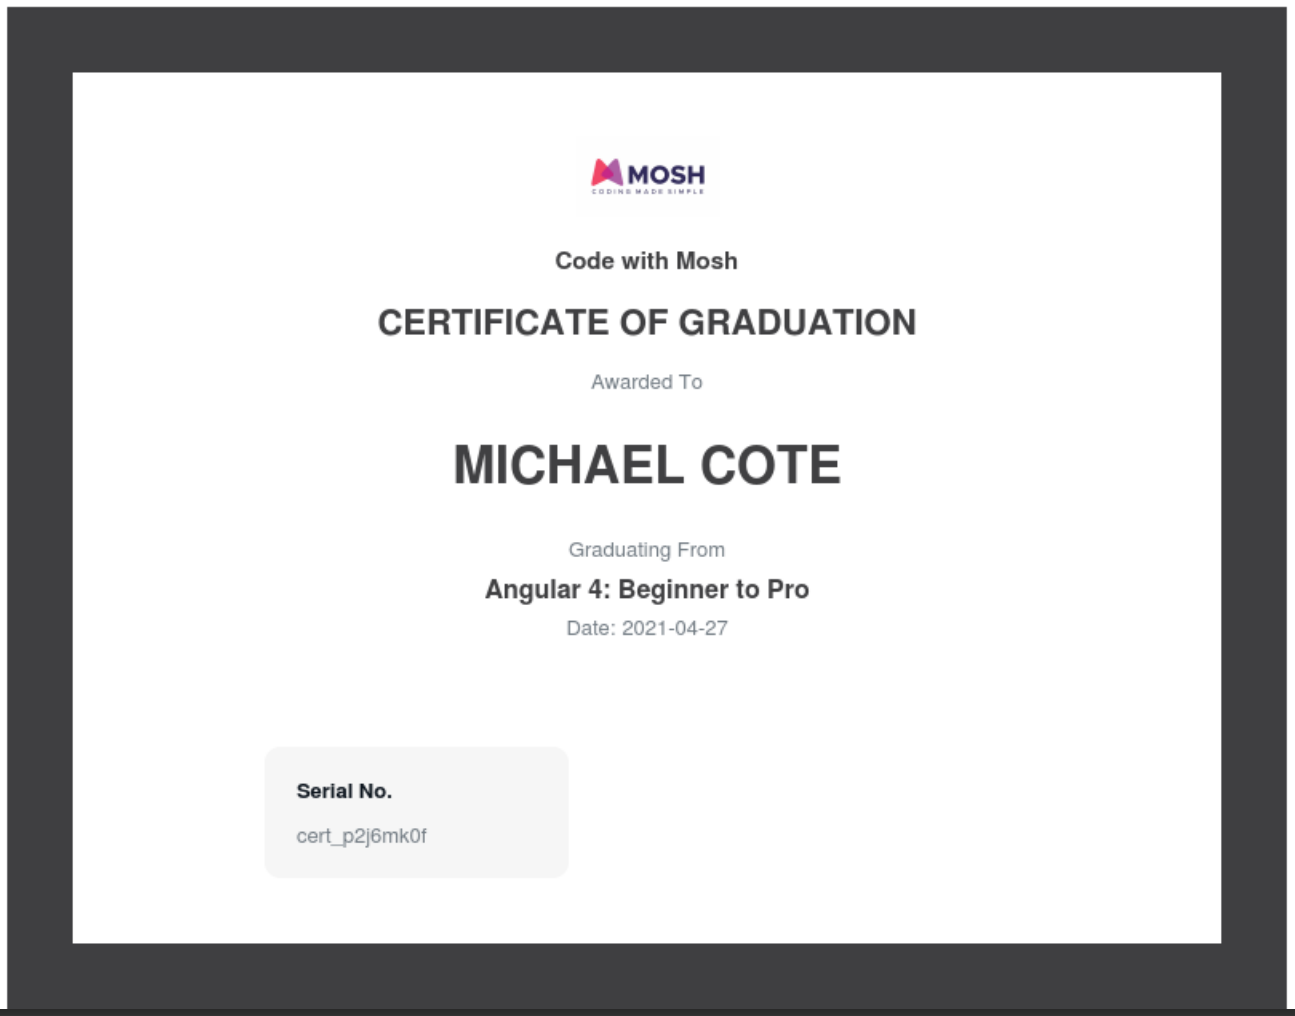 MOSH
CODING MADE SIMPLE
Code with Mosh
CERTIFICATE OF GRADUATION
Awarded To
MICHAEL COTE
Graduating From
Angular 4: Beginner to Pro
Date: 2021-04-27
Serial No.
cert_p2j6mk0f